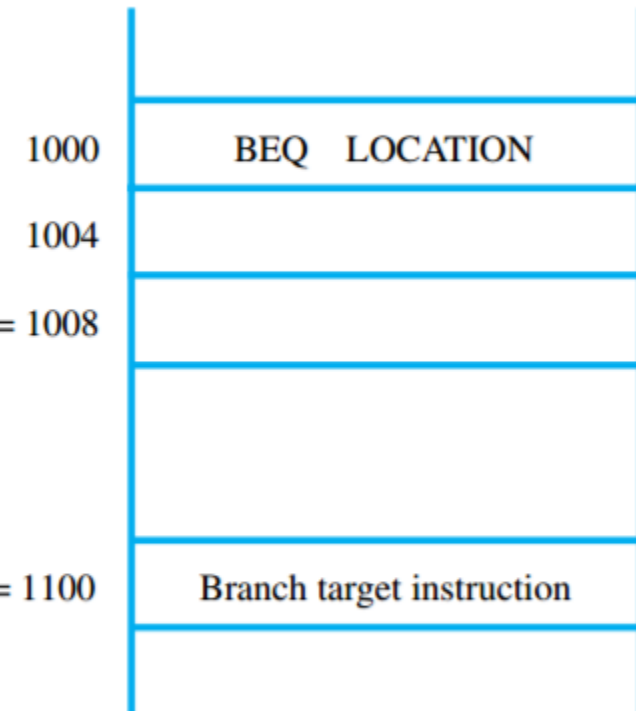 1000 BEQ LOCATION
1004
= 1008
= 1100 Branch target instruction